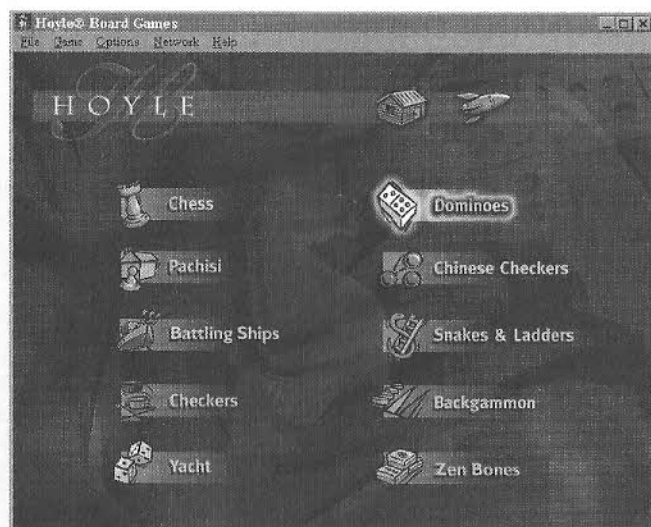 Hoyle® Board Games
File Game Options Network Help
HOYLE
Chess
Dominoes
Pachisi
Chinese Checkers
Battling Ships
Snakes & Ladders
Checkers
Backgammon
Yacht
Zen Bones